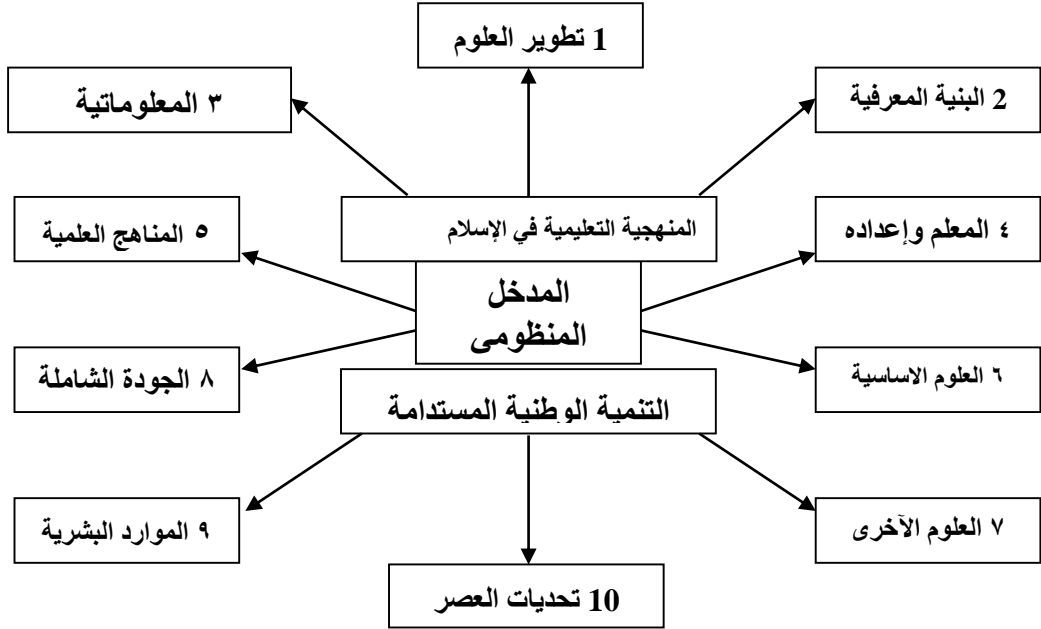 1 تطوير العلوم
2 البنية المعرفية
٣ المعلوماتية
المنهجية التعليمية في الإسلام
٤ المعلم وإعداده
٥ المناهج العلمية
المدخل
المنظومى
٦ العلوم الاساسية
٨ الجودة الشاملة
التنمية الوطنية المستدامة
٧ العلوم الآخرى
٩ الموارد البشرية
10 تحديات العصر